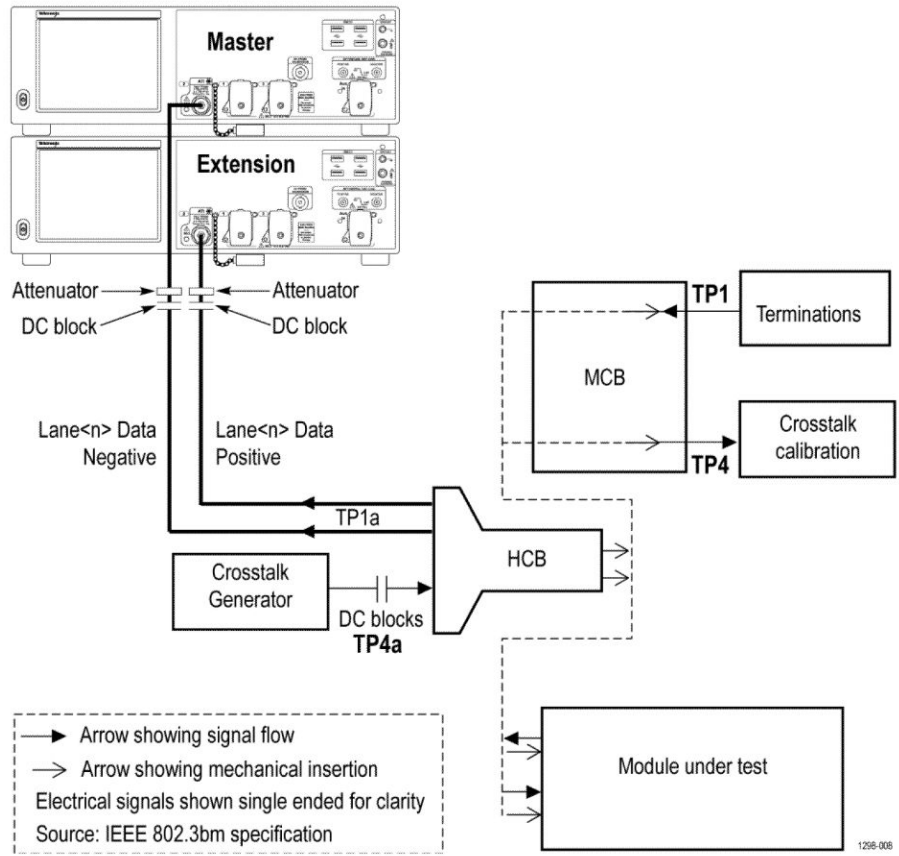 Tektronix
Master
Tektronix
Extension
Attenuator
Attenuator
DC block
DC block
Lane<n> Data
Negative
Lane<n> Data
Positive
TP1a
Crosstalk
Generator
DC blocks
TP4a
HCB
MCB
TP1
Terminations
TP4
Crosstalk
calibration
Module under test
Arrow showing signal flow
Arrow showing mechanical insertion
Electrical signals shown single ended for clarity
Source: IEEE 802.3bm specification
1298-008